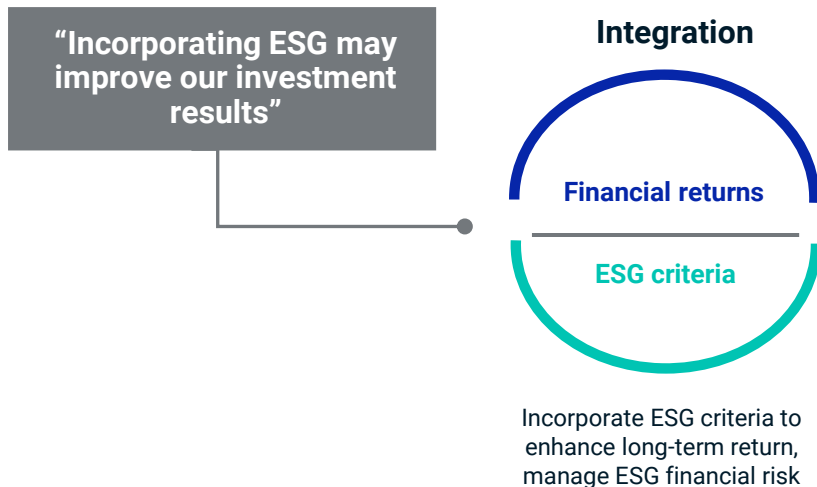 “Incorporating ESG may
improve our investment
results”
Integration
Financial returns
ESG criteria
Incorporate ESG criteria to
enhance long-term return,
manage ESG financial risk